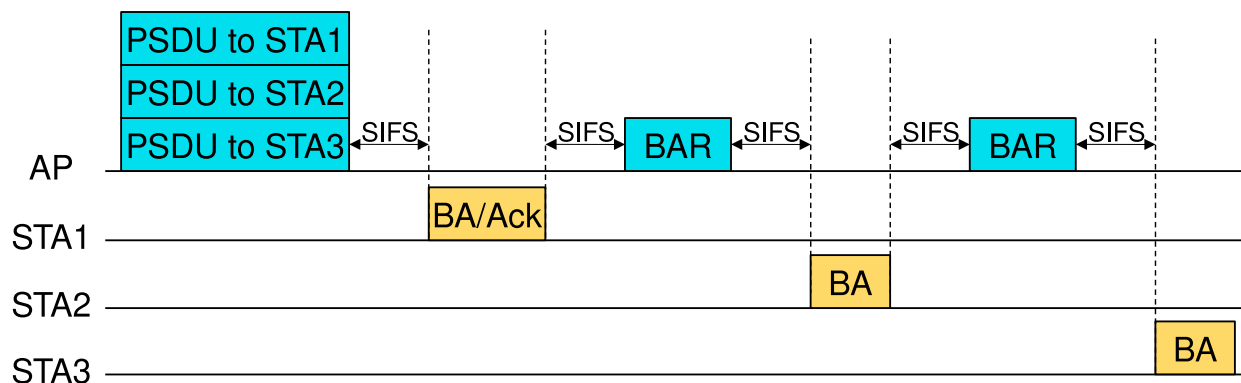 PSDU to STA1
PSDU to STA2
PSDU to STA3
SIFS
SIFS
BAR
SIFS
SIFS
BAR
SIFS
AP
BA/Ack
STA1
BA
STA2
BA
STA3